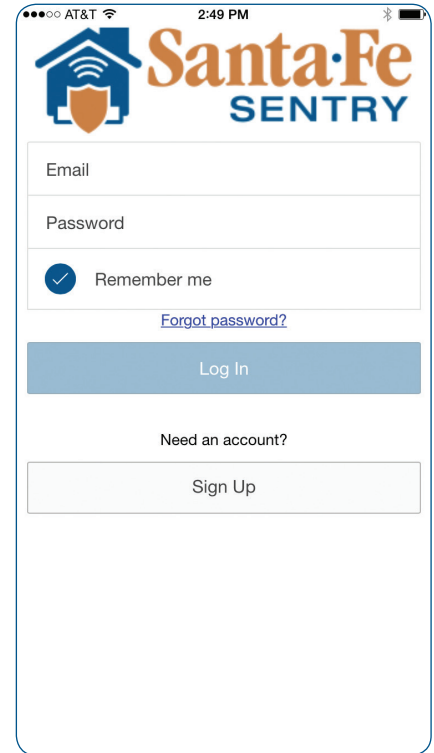 AT&T 2:49 PM
Santa·Fe
SENTRY
Email
Password
Remember me
Forgot password?
Log In
Need an account?
Sign Up